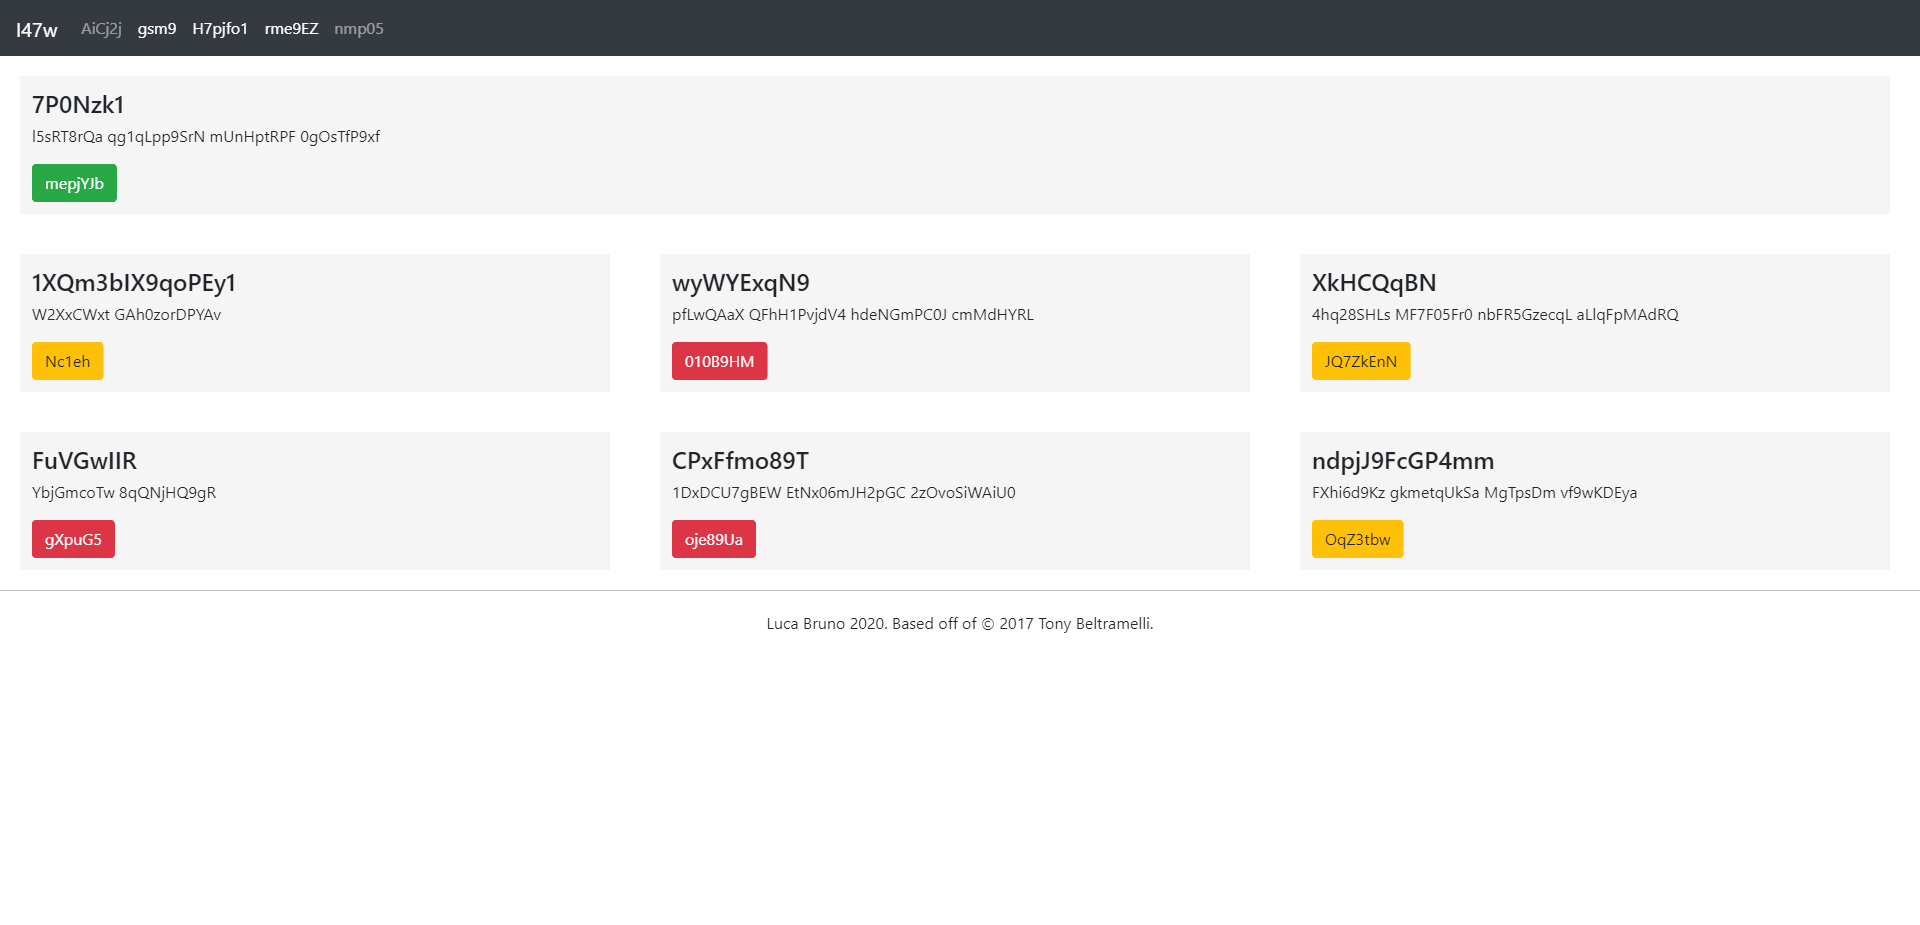 l47w AiCj2j gsm9 H7pjfo1 rme9EZ nmp05
7P0Nzk1
l5sRT8rQa qg1qLpp9SrN mUnHptRPF 0gOsTfP9xf
mepjYJb
1XQm3bIX9qoPEy1
W2XxCWxt GAh0zorDPYAv
Nc1eh
wyWYExqN9
pfLwQAaX QFhH1PvjdV4 hdeNGmPC0J cmMdHYRL
010B9HM
XkHCQqBN
4hq28SHLs MF7F05Fr0 nbFR5GzecqL aLlqFpMAdRQ
JQ7ZkEnN
FuVGwIIR
YbjGmcoTw 8qQNjHQ9gR
gXpuG5
CPxFfmo89T
1DxDCU7gBEW EtNx06mJH2pGC 2zOvoSiWAiU0
oje89Ua
ndpjJ9FcGP4mm
FXhi6d9Kz gkmetqUkSa MgTpsDm vf9wKDEya
OqZ3tbw
Luca Bruno 2020. Based off of © 2017 Tony Beltramelli.